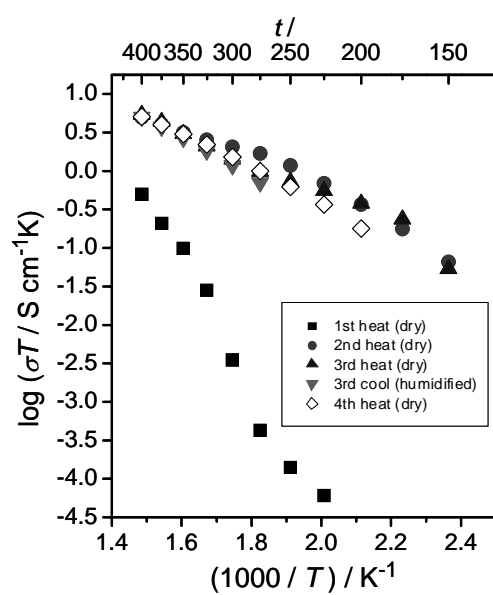 t /
400 350 300 250 200 150
1.0
0.5
0.0
-0.5
-1.0
-1.5
-2.0
-2.5
-3.0
-3.5
-4.0
-4.5
log (σT / S cm⁻¹K)
1st heat (dry)
2nd heat (dry)
3rd heat (dry)
3rd cool (humidified)
4th heat (dry)
1.4 1.6 1.8 2.0 2.2 2.4
(1000 / T) / K⁻¹